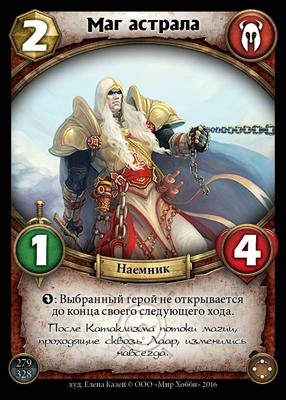 2
Маг астрала
1
4
Наемник
: Выбранный герой не открывается
до конца своего следующего хода.
После Катаклизма потоки магии,
проходящие сквозь Лаар, изменились
навсегда.
279
328
худ. Елена Казей © ООО «Мир Хобби» 2016